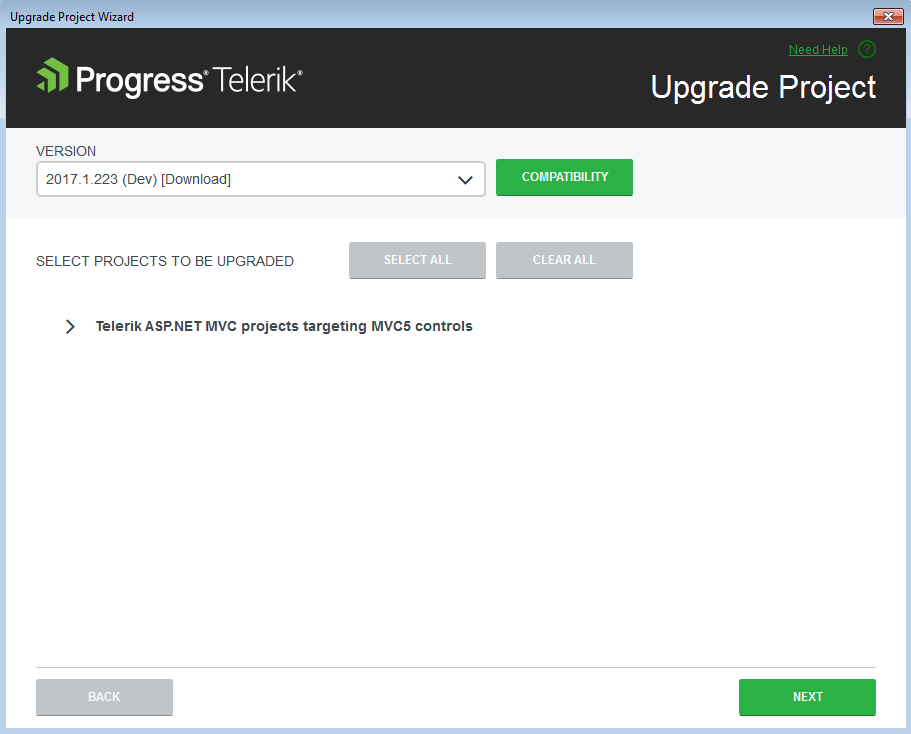 Upgrade Project Wizard
Need Help ?
Progress® Telerik®
Upgrade Project
VERSION
2017.1.223 (Dev) [Download]
COMPATIBILITY
SELECT PROJECTS TO BE UPGRADED
SELECT ALL
CLEAR ALL
Telerik ASP.NET MVC projects targeting MVC5 controls
BACK
NEXT